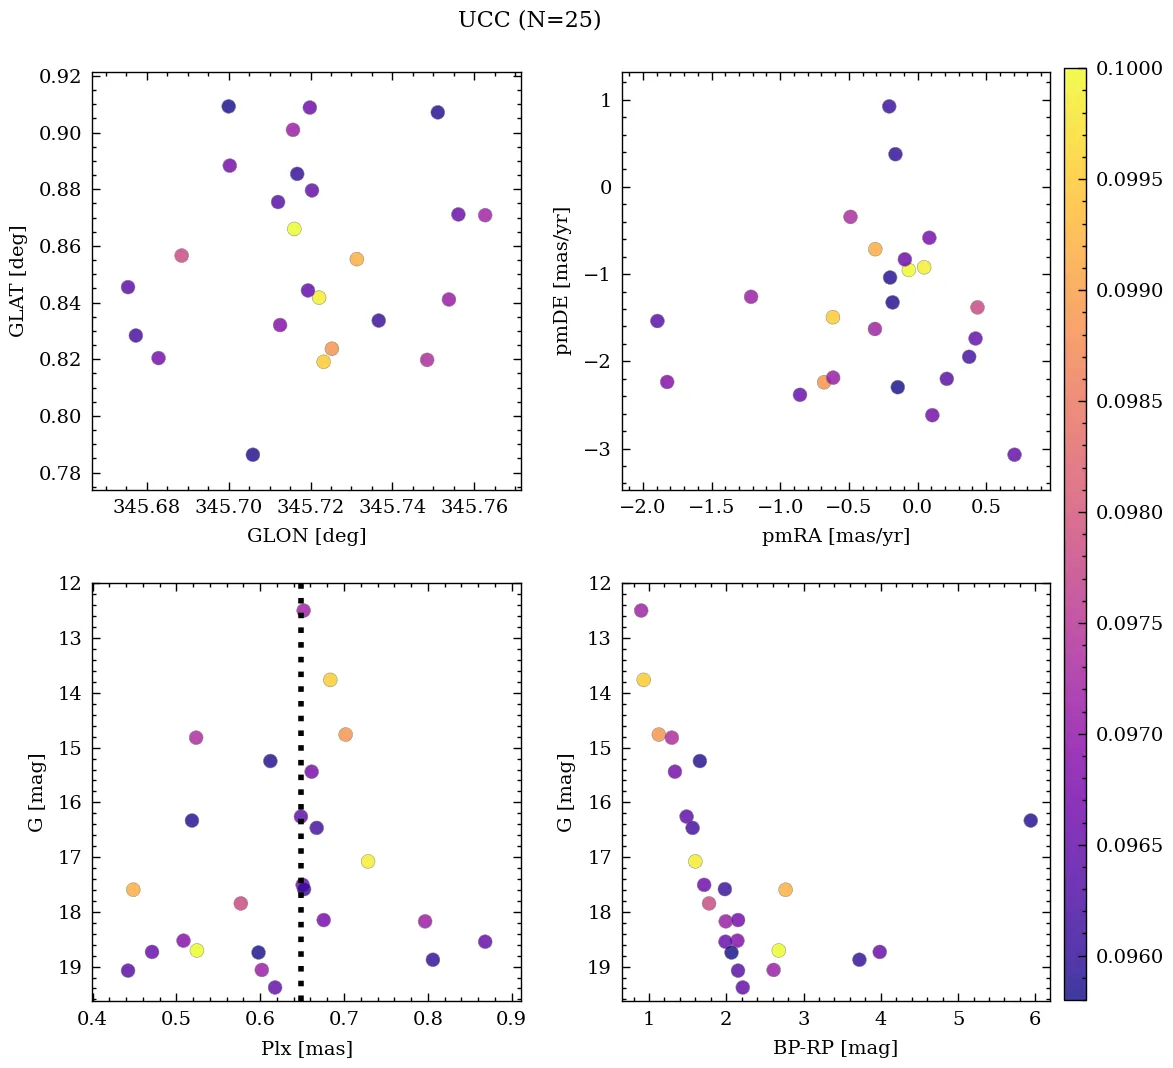 UCC (N=25)
0.92
0.90
0.88
0.86
0.84
0.82
0.80
0.78
GLAT [deg]
345.68 345.70 345.72 345.74 345.76
GLON [deg]
1
0
−1
−2
−3
pmDE [mas/yr]
−2.0 −1.5 −1.0 −0.5 0.0 0.5
pmRA [mas/yr]
0.1000
0.0995
0.0990
0.0985
0.0980
0.0975
0.0970
0.0965
0.0960
12
13
14
15
16
17
18
19
G [mag]
0.4 0.5 0.6 0.7 0.8 0.9
Plx [mas]
12
13
14
15
16
17
18
19
G [mag]
1 2 3 4 5 6
BP-RP [mag]